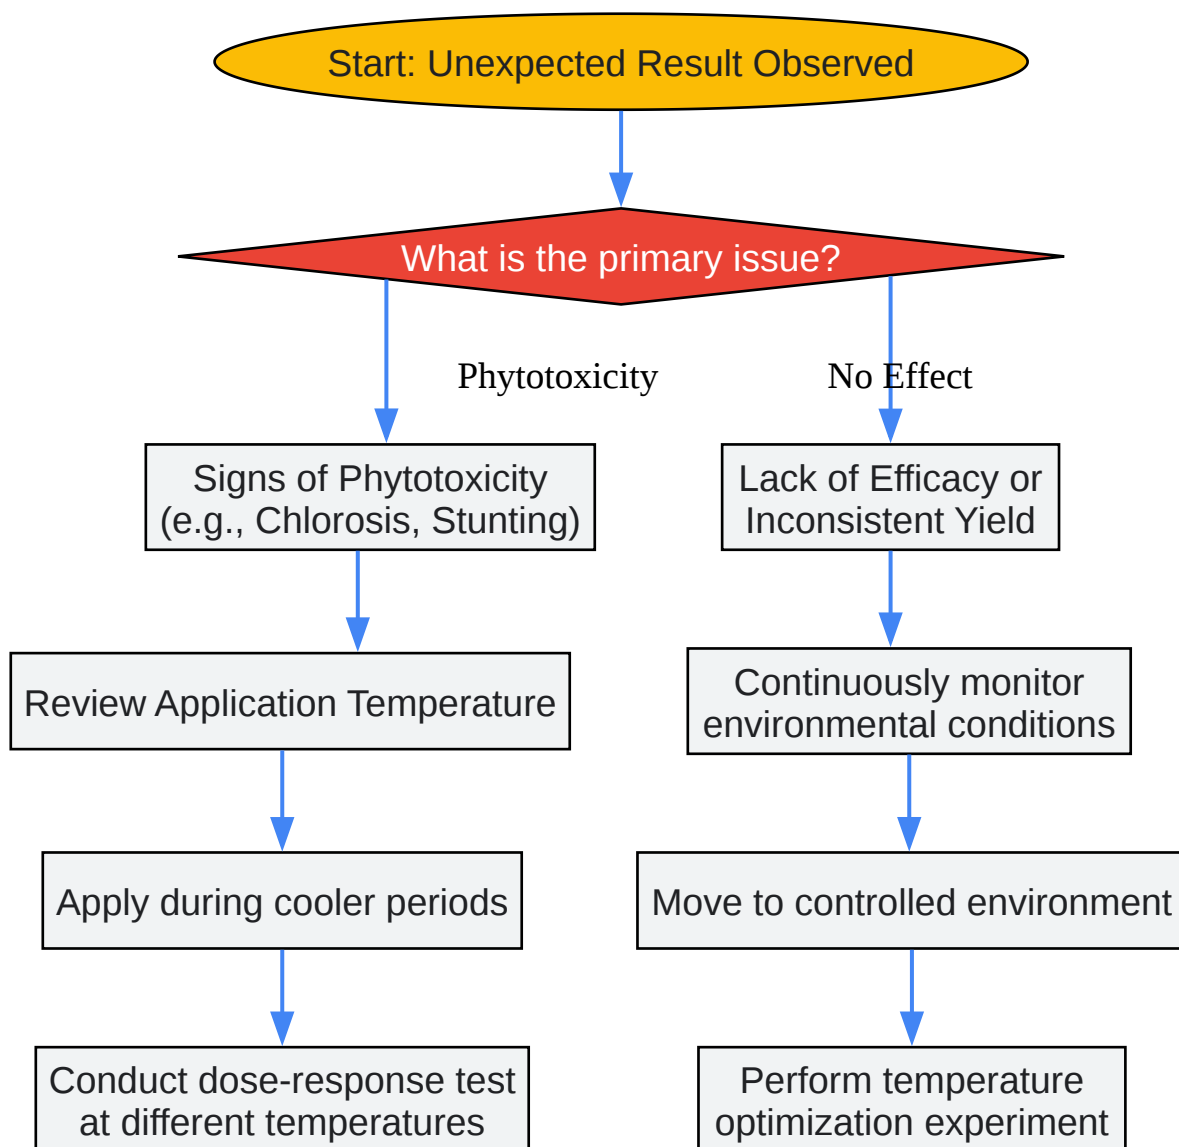 Start: Unexpected Result Observed
What is the primary issue?
Phytotoxicity
No Effect
Signs of Phytotoxicity
(e.g., Chlorosis, Stunting)
Lack of Efficacy or
Inconsistent Yield
Review Application Temperature
Continuously monitor
environmental conditions
Apply during cooler periods
Move to controlled environment
Conduct dose-response test
at different temperatures
Perform temperature
optimization experiment